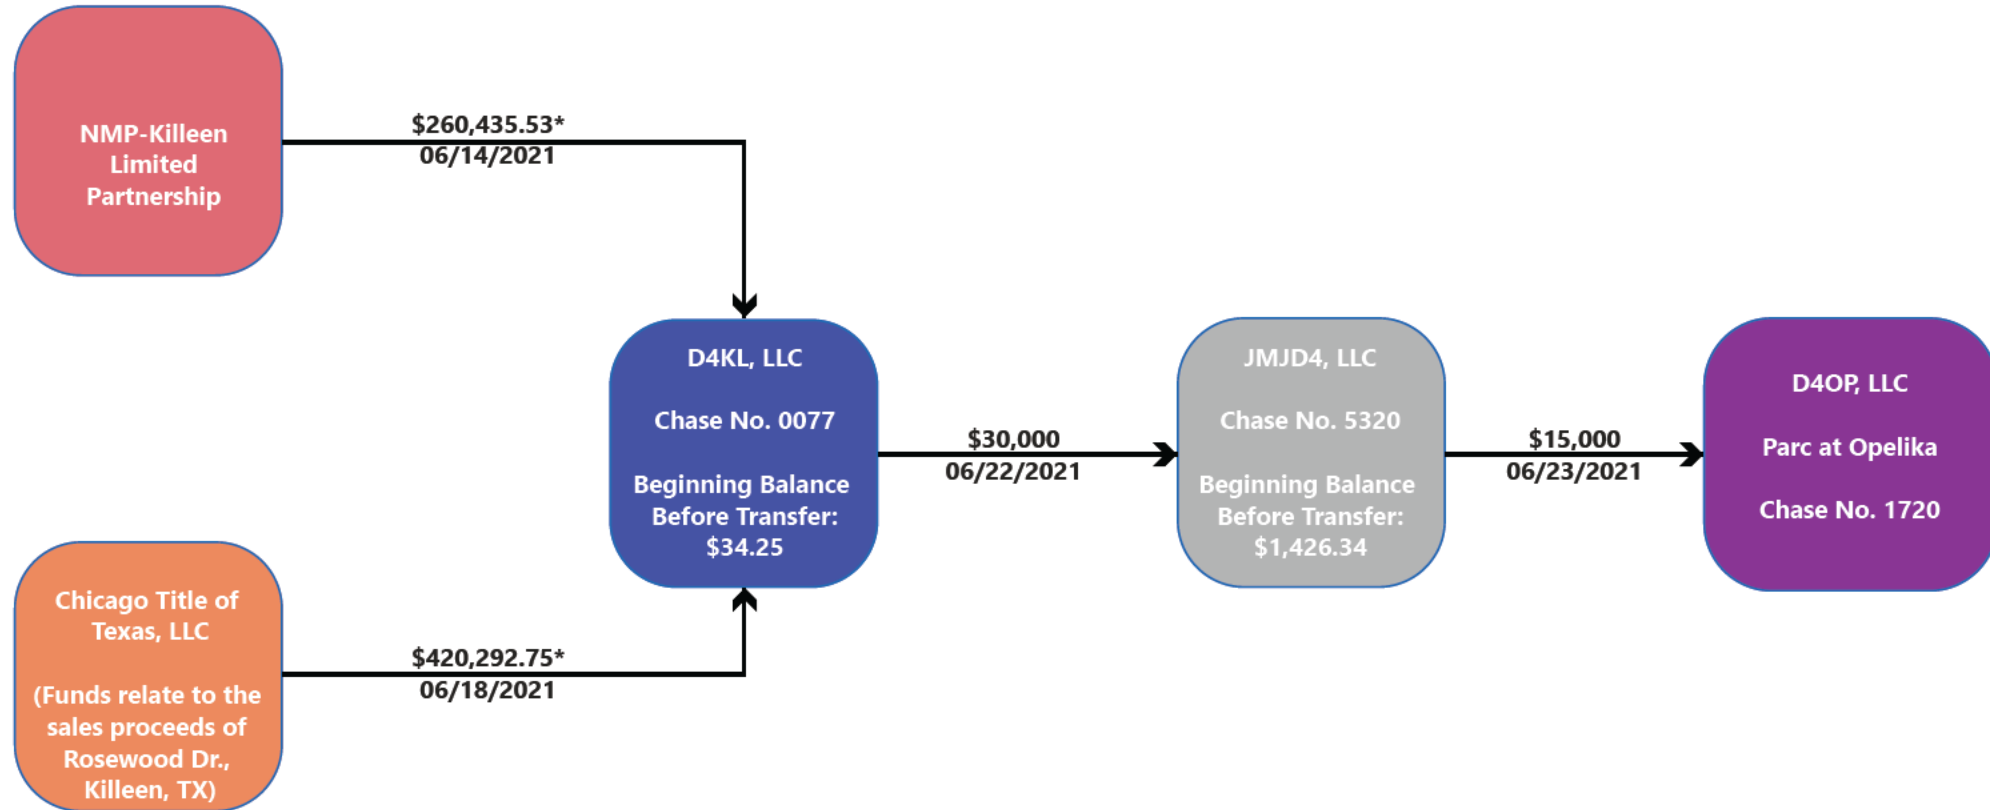 NMP-Killeen
Limited
Partnership
$260,435.53*
06/14/2021
Chicago Title of
Texas, LLC
(Funds relate to the
sales proceeds of
Rosewood Dr.,
Killeen, TX)
$420,292.75*
06/18/2021
D4KL, LLC
Chase No. 0077
Beginning Balance
Before Transfer:
$34.25
$30,000
06/22/2021
JMJD4, LLC
Chase No. 5320
Beginning Balance
Before Transfer:
$1,426.34
$15,000
06/23/2021
D4OP, LLC
Parc at Opelika
Chase No. 1720